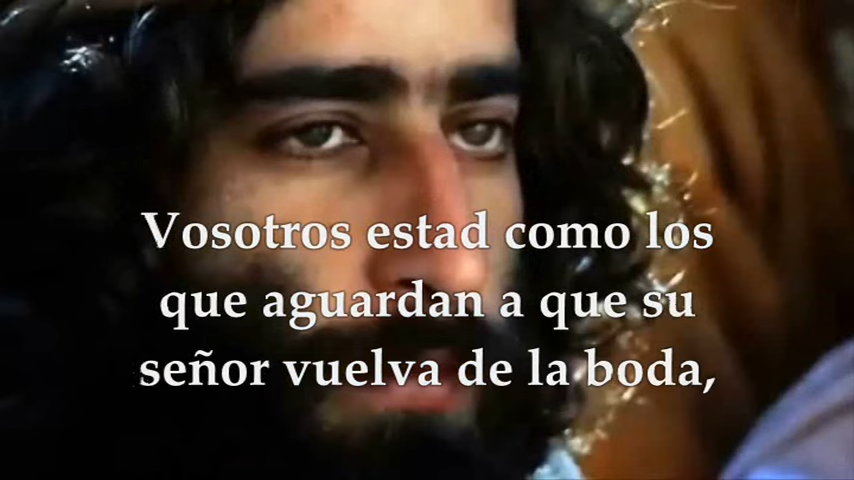 Vosotros estad como los
que aguardan a que su
señor vuelva de la boda,